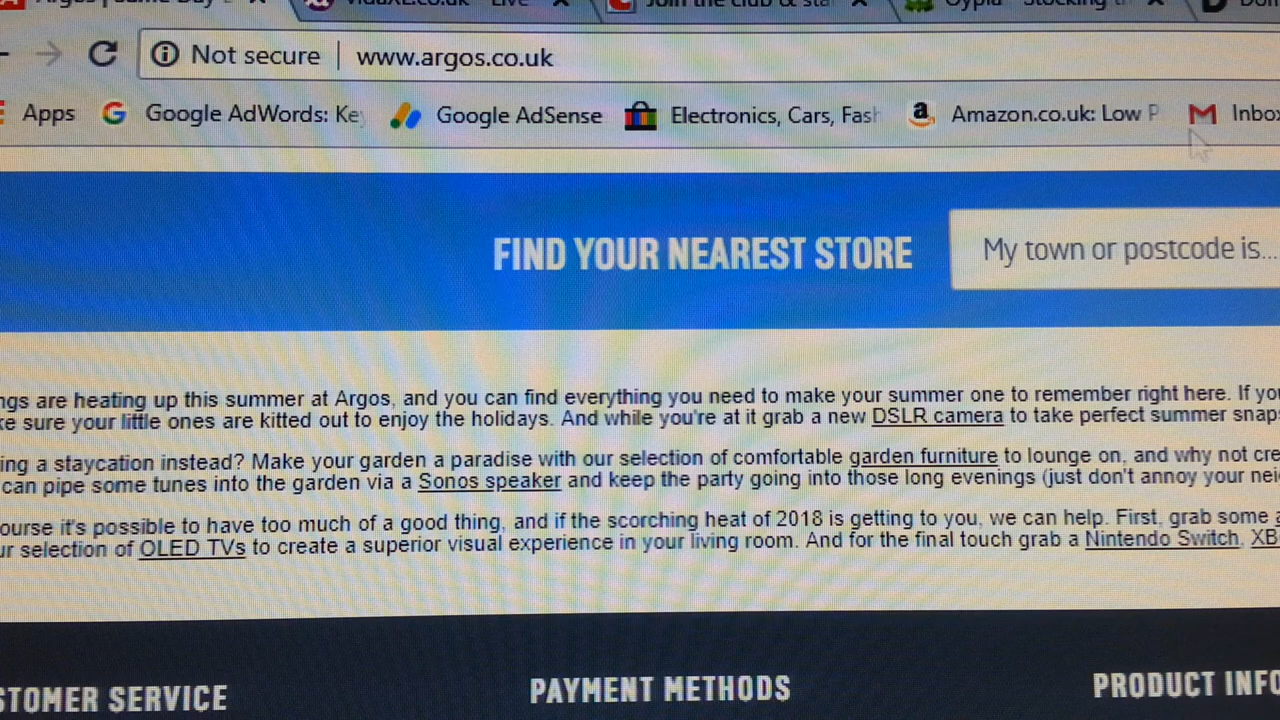 Not secure | www.argos.co.uk
Apps Google AdWords: Ke Google AdSense Electronics, Cars, Fash Amazon.co.uk: Low P Inbox
FIND YOUR NEAREST STORE My town or postcode is...
ngs are heating up this summer at Argos, and you can find everything you need to make your summer one to remember right here. If you
ke sure your little ones are kitted out to enjoy the holidays. And while you're at it grab a new DSLR camera to take perfect summer snap
ing a staycation instead? Make your garden a paradise with our selection of comfortable garden furniture to lounge on, and why not cre
can pipe some tunes into the garden via a Sonos speaker and keep the party going into those long evenings (just don't annoy your nei
ourse it's possible to have too much of a good thing, and if the scorching heat of 2018 is getting to you, we can help. First, grab some
ur selection of OLED TVs to create a superior visual experience in your living room. And for the final touch grab a Nintendo Switch, XB
STOMER SERVICE PAYMENT METHODS PRODUCT INFO